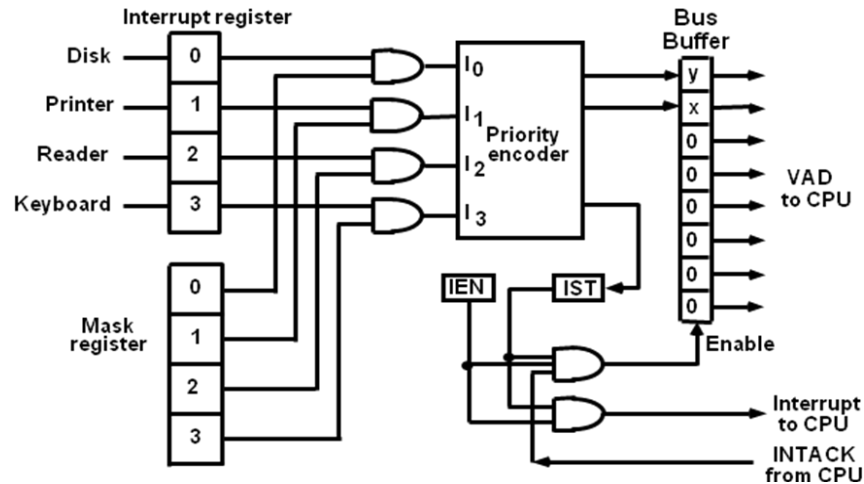 Interrupt register
Disk
0
Printer
1
Reader
2
Keyboard
3
Mask
register
0
1
2
3
I0
I1
I2
I3
Priority
encoder
IEN
IST
Bus
Buffer
y
x
0
0
0
0
0
0
VAD
to CPU
Enable
Interrupt
to CPU
INTACK
from CPU